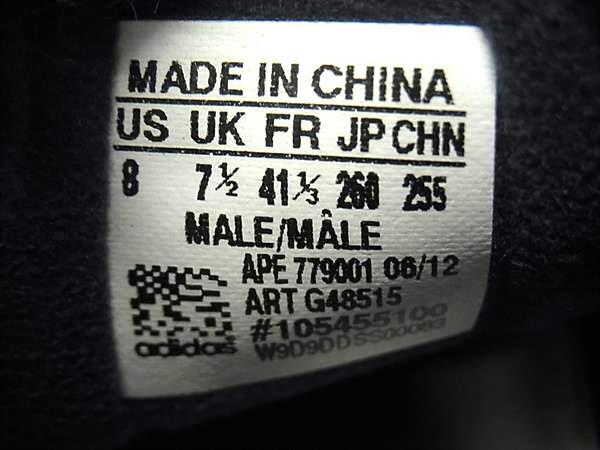 MADE IN CHINA
US UK FR JP CHN
8 7½ 41⅓ 260 255
MALE/MÂLE
APE 779001 06/12
ART G48515
#105455100
adidas W9D9DDSS00083